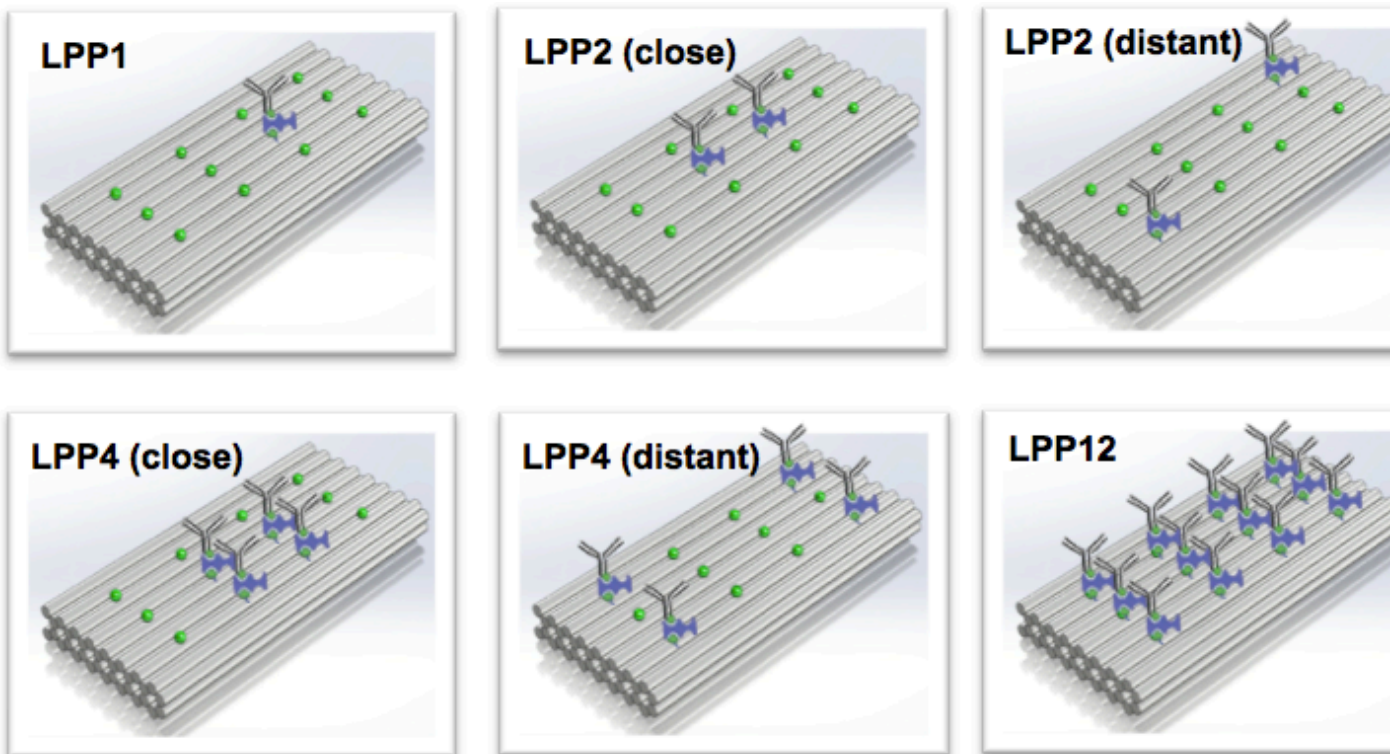 LPP1
LPP2 (close)
LPP2 (distant)
LPP4 (close)
LPP4 (distant)
LPP12